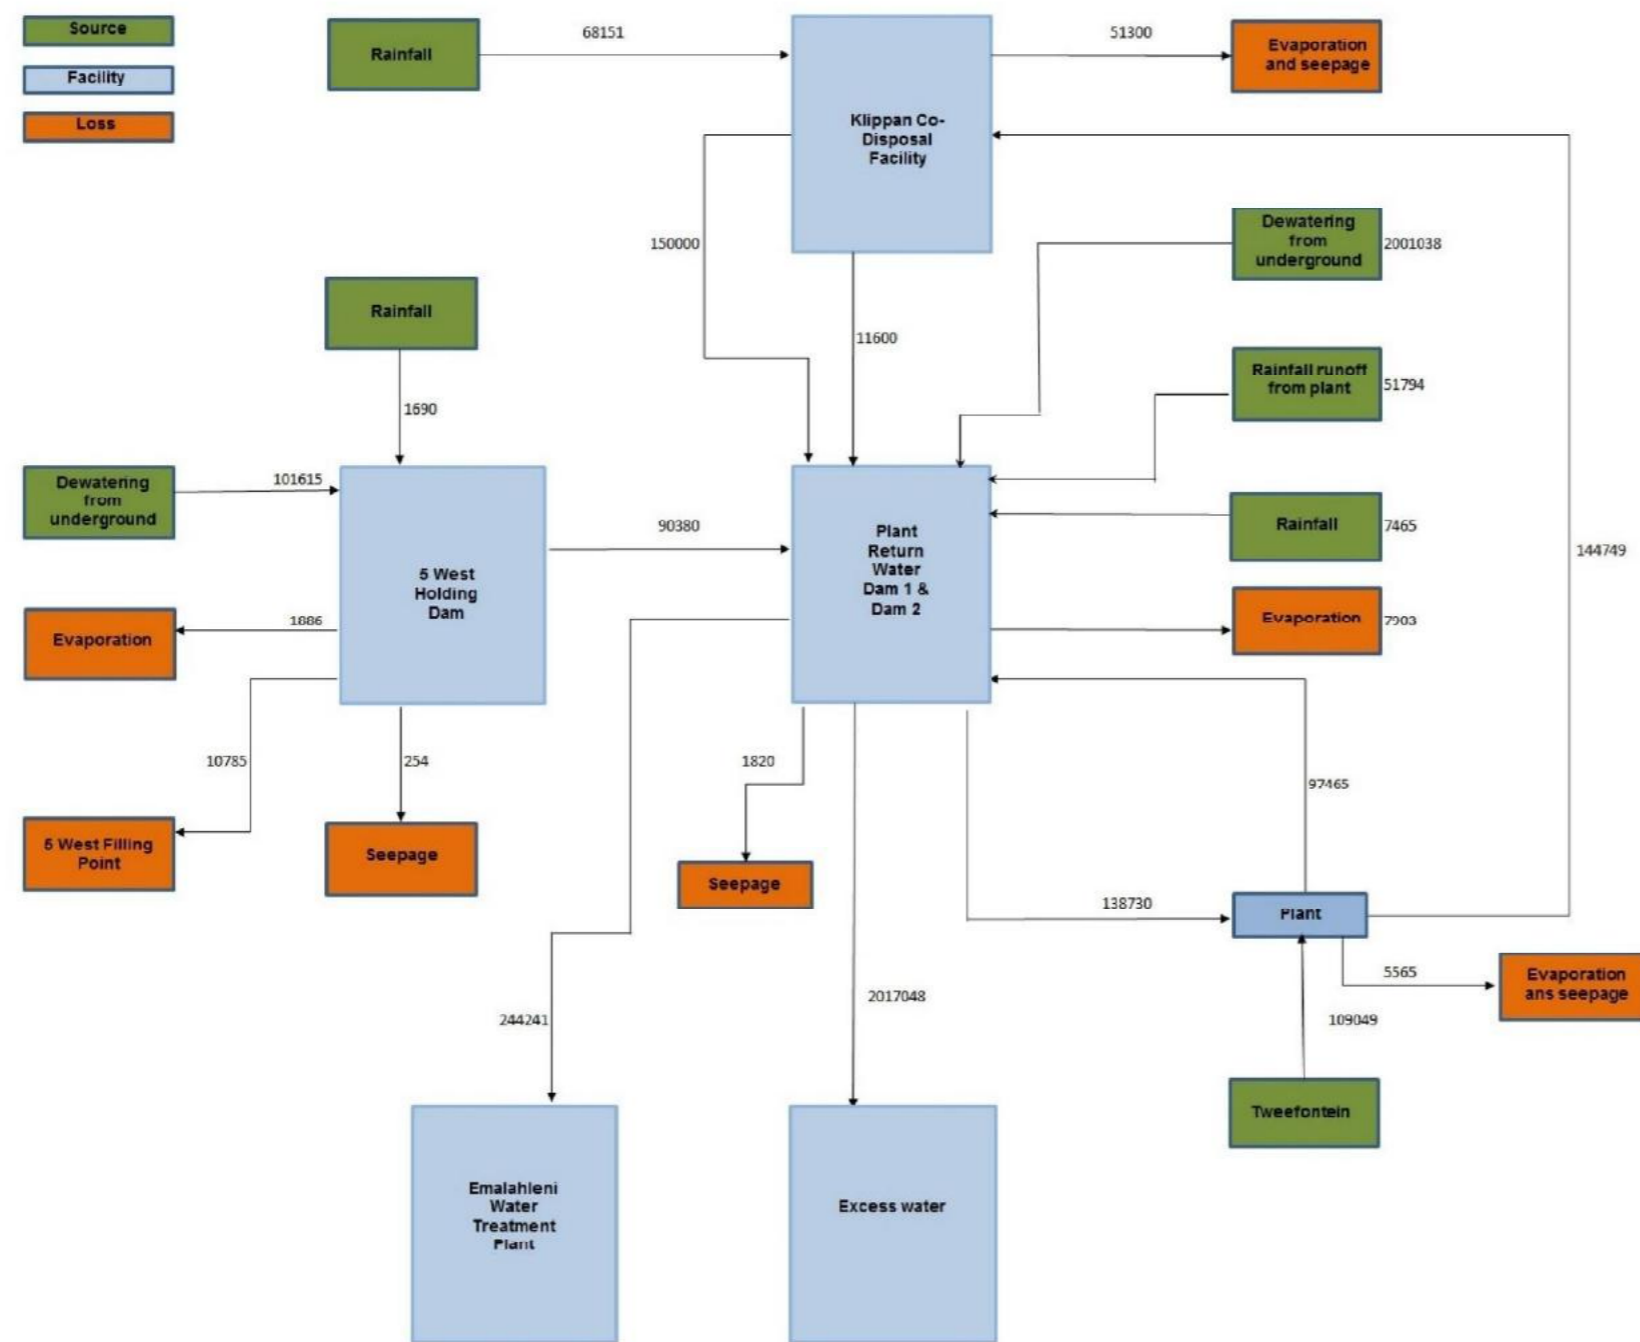 Source
Facility
Loss
Rainfall
68151
Klippan Co-
Disposal
Facility
51300
Evaporation
and seepage
150000
11600
Dewatering
from
underground
2001038
Rainfall runoff
from plant
51794
Rainfall
7465
Evaporation
7903
144749
Rainfall
1690
Dewatering
from
underground
101615
5 West
Holding
Dam
90380
Plant
Return
Water
Dam 1 &
Dam 2
Evaporation
1886
10785
254
5 West Filling
Point
Seepage
1820
Seepage
97465
138730
Plant
5565
Evaporation
ans seepage
109049
Tweefontein
244241
2017048
Emalahleni
Water
Treatment
Plant
Excess water